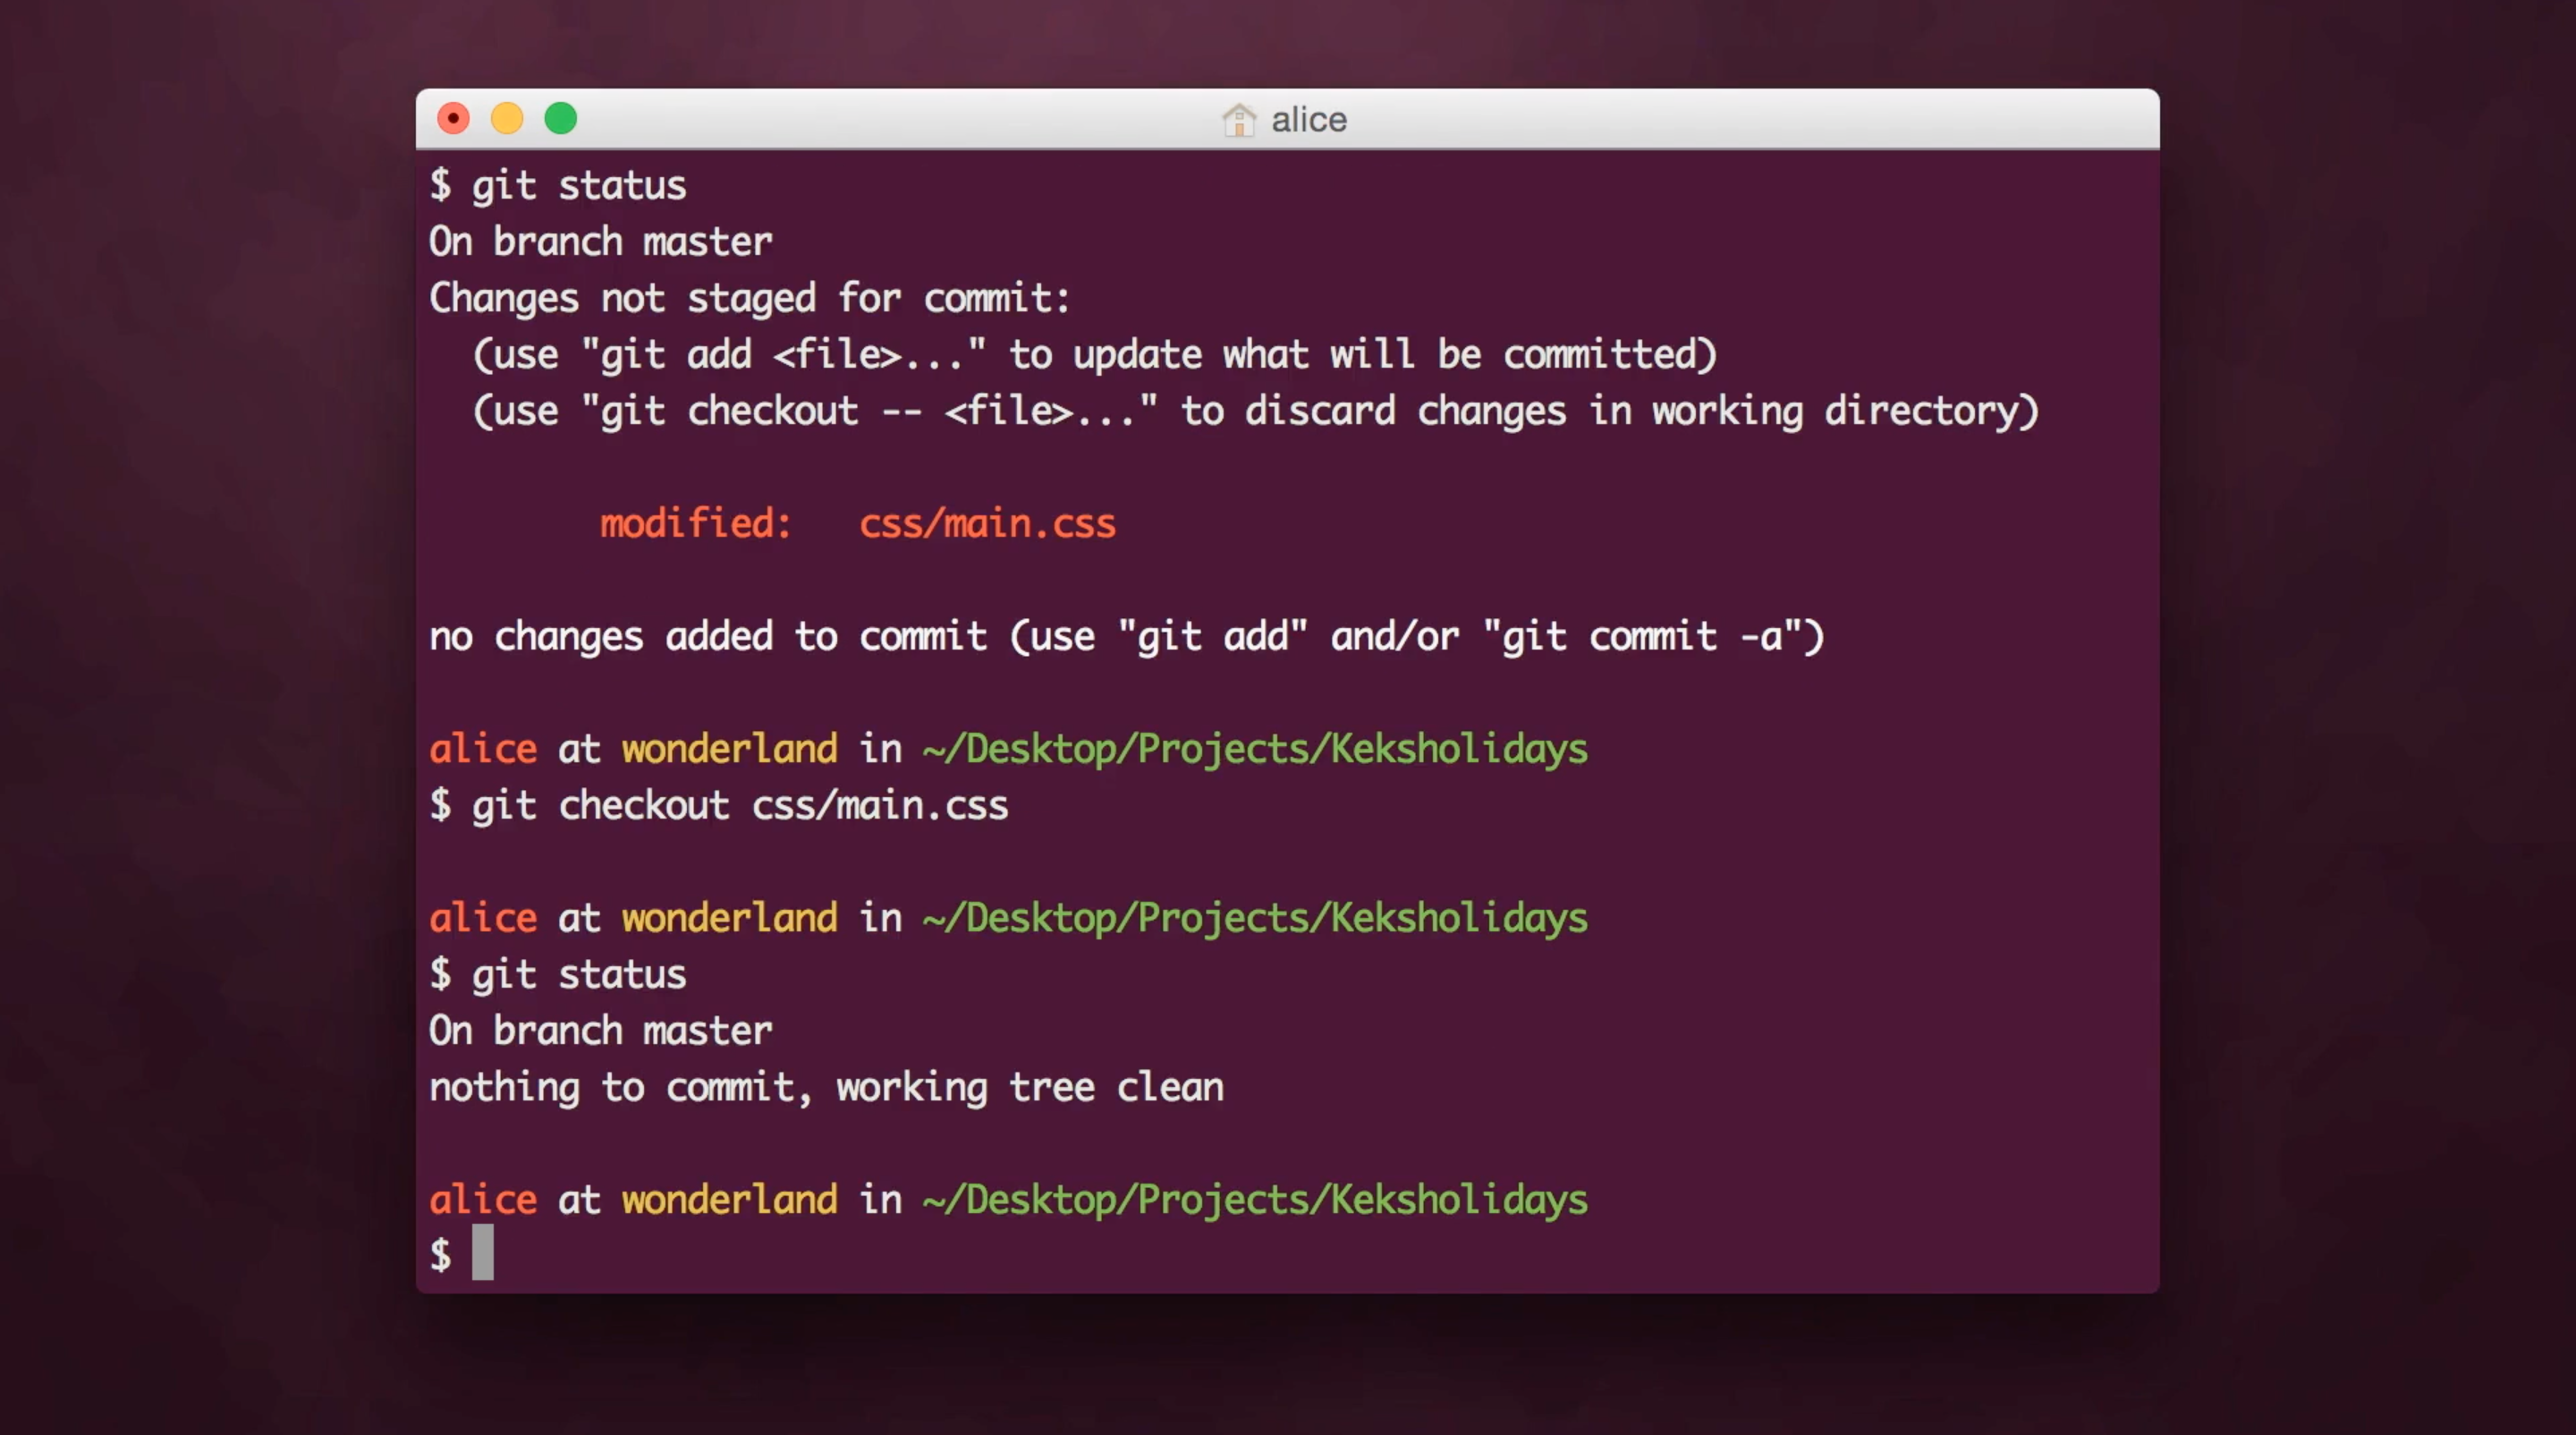 alice
$ git status
On branch master
Changes not staged for commit:
  (use "git add <file>..." to update what will be committed)
  (use "git checkout -- <file>..." to discard changes in working directory)
        modified:   css/main.css
no changes added to commit (use "git add" and/or "git commit -a")
alice at wonderland in ~/Desktop/Projects/Keksholidays
$ git checkout css/main.css
alice at wonderland in ~/Desktop/Projects/Keksholidays
$ git status
On branch master
nothing to commit, working tree clean
alice at wonderland in ~/Desktop/Projects/Keksholidays
$